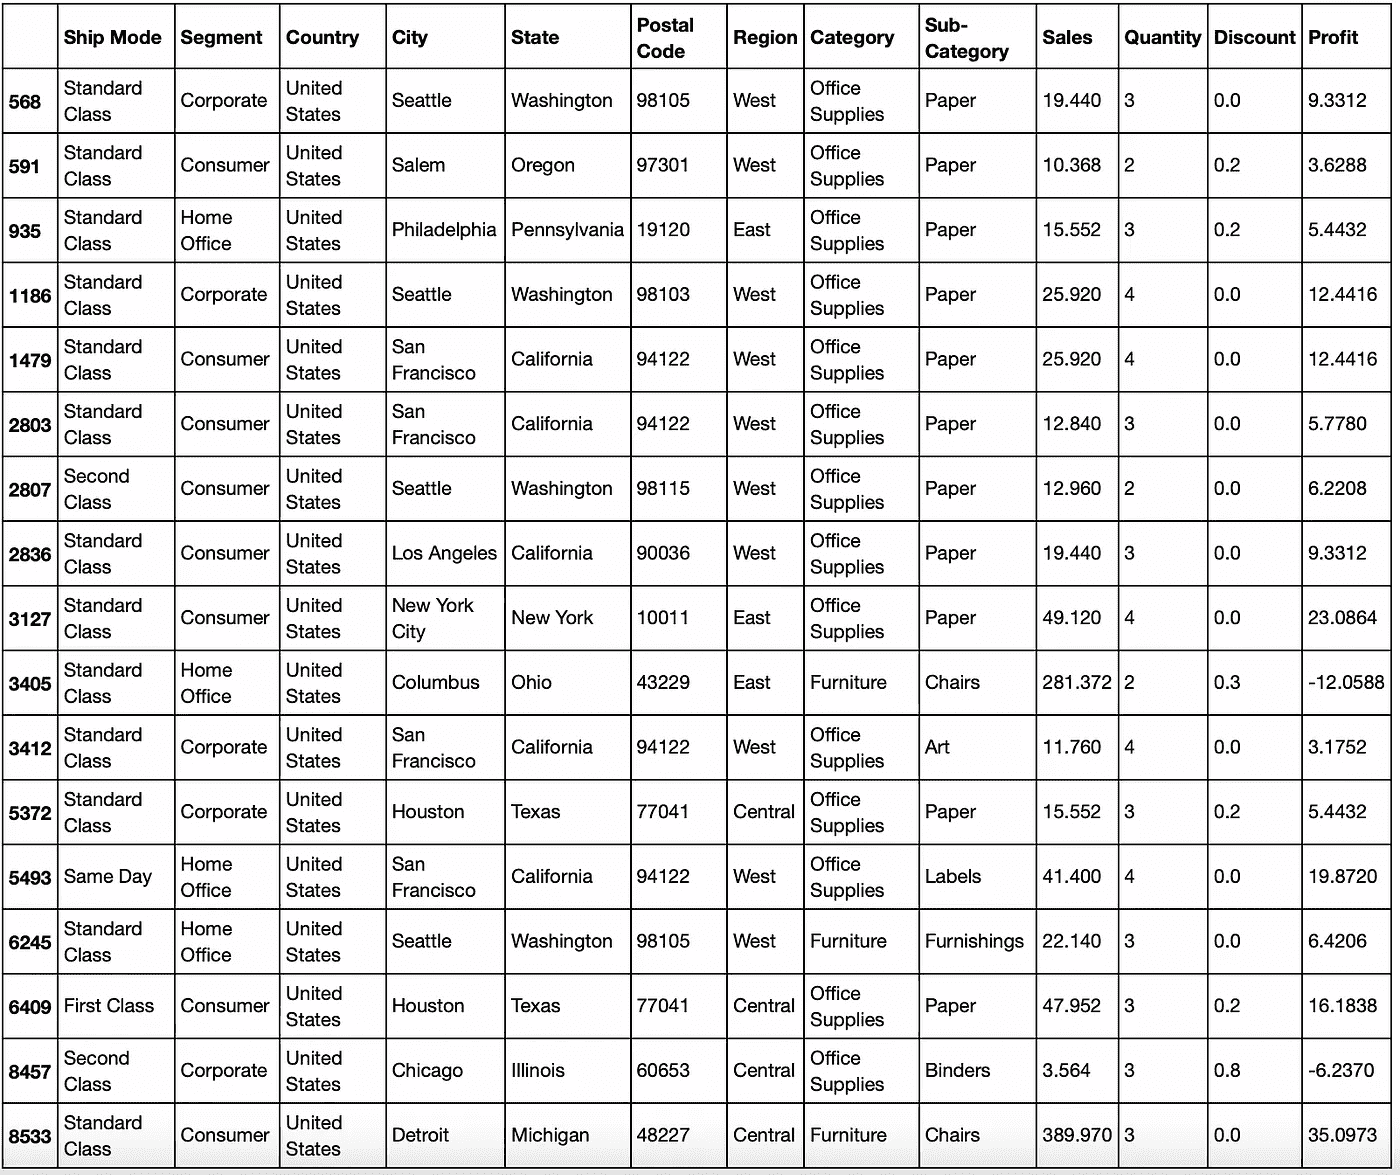 Ship Mode Segment Country City State Postal Code Region Category Sub-Category Sales Quantity Discount Profit
568 Standard Class Corporate United States Seattle Washington 98105 West Office Supplies Paper 19.440 3 0.0 9.3312
591 Standard Class Consumer United States Salem Oregon 97301 West Office Supplies Paper 10.368 2 0.2 3.6288
935 Standard Class Home Office United States Philadelphia Pennsylvania 19120 East Office Supplies Paper 15.552 3 0.2 5.4432
1186 Standard Class Corporate United States Seattle Washington 98103 West Office Supplies Paper 25.920 4 0.0 12.4416
1479 Standard Class Consumer United States San Francisco California 94122 West Office Supplies Paper 25.920 4 0.0 12.4416
2803 Standard Class Consumer United States San Francisco California 94122 West Office Supplies Paper 12.840 3 0.0 5.7780
2807 Second Class Consumer United States Seattle Washington 98115 West Office Supplies Paper 12.960 2 0.0 6.2208
2836 Standard Class Consumer United States Los Angeles California 90036 West Office Supplies Paper 19.440 3 0.0 9.3312
3127 Standard Class Consumer United States New York City New York 10011 East Office Supplies Paper 49.120 4 0.0 23.0864
3405 Standard Class Home Office United States Columbus Ohio 43229 East Furniture Chairs 281.372 2 0.3 -12.0588
3412 Standard Class Corporate United States San Francisco California 94122 West Office Supplies Art 11.760 4 0.0 3.1752
5372 Standard Class Corporate United States Houston Texas 77041 Central Office Supplies Paper 15.552 3 0.2 5.4432
5493 Same Day Home Office United States San Francisco California 94122 West Office Supplies Labels 41.400 4 0.0 19.8720
6245 Standard Class Home Office United States Seattle Washington 98105 West Furniture Furnishings 22.140 3 0.0 6.4206
6409 First Class Consumer United States Houston Texas 77041 Central Office Supplies Paper 47.952 3 0.2 16.1838
8457 Second Class Corporate United States Chicago Illinois 60653 Central Office Supplies Binders 3.564 3 0.8 -6.2370
8533 Standard Class Consumer United States Detroit Michigan 48227 Central Furniture Chairs 389.970 3 0.0 35.0973